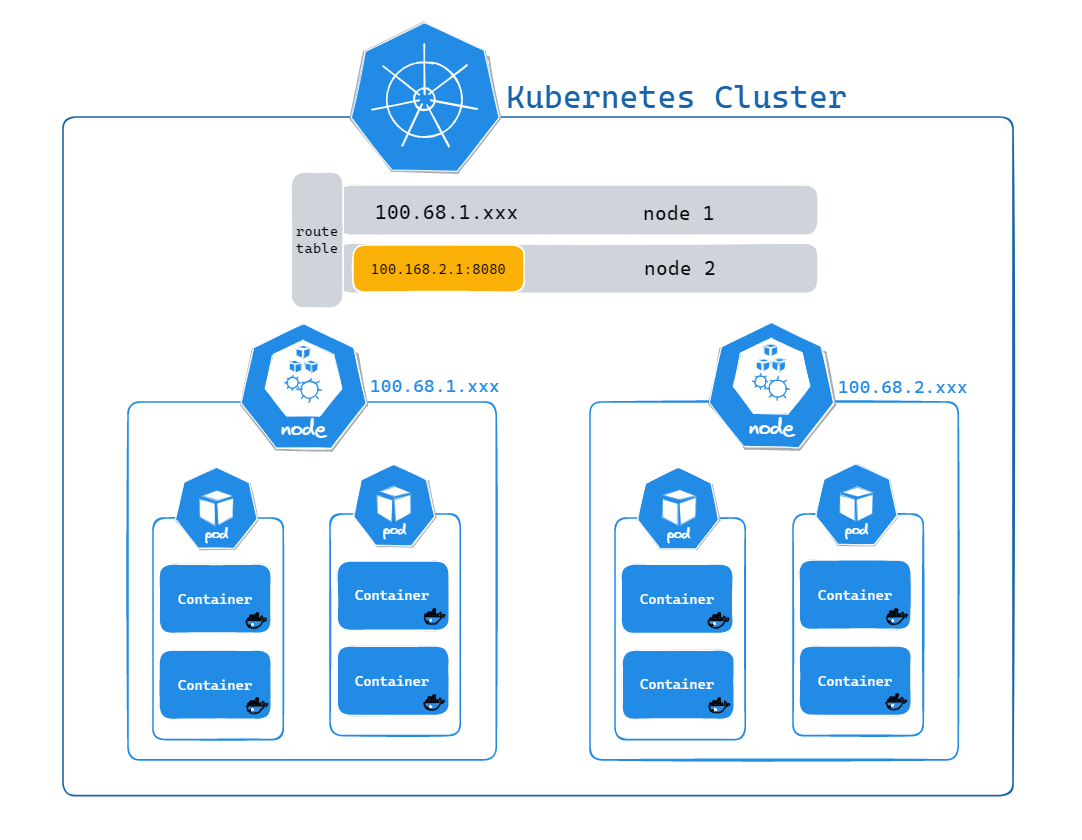 Kubernetes Cluster
route
table
100.68.1.xxx
node 1
100.168.2.1:8080
node 2
node
100.68.1.xxx
node
100.68.2.xxx
pod
pod
pod
pod
Container
Container
Container
Container
Container
Container
Container
Container